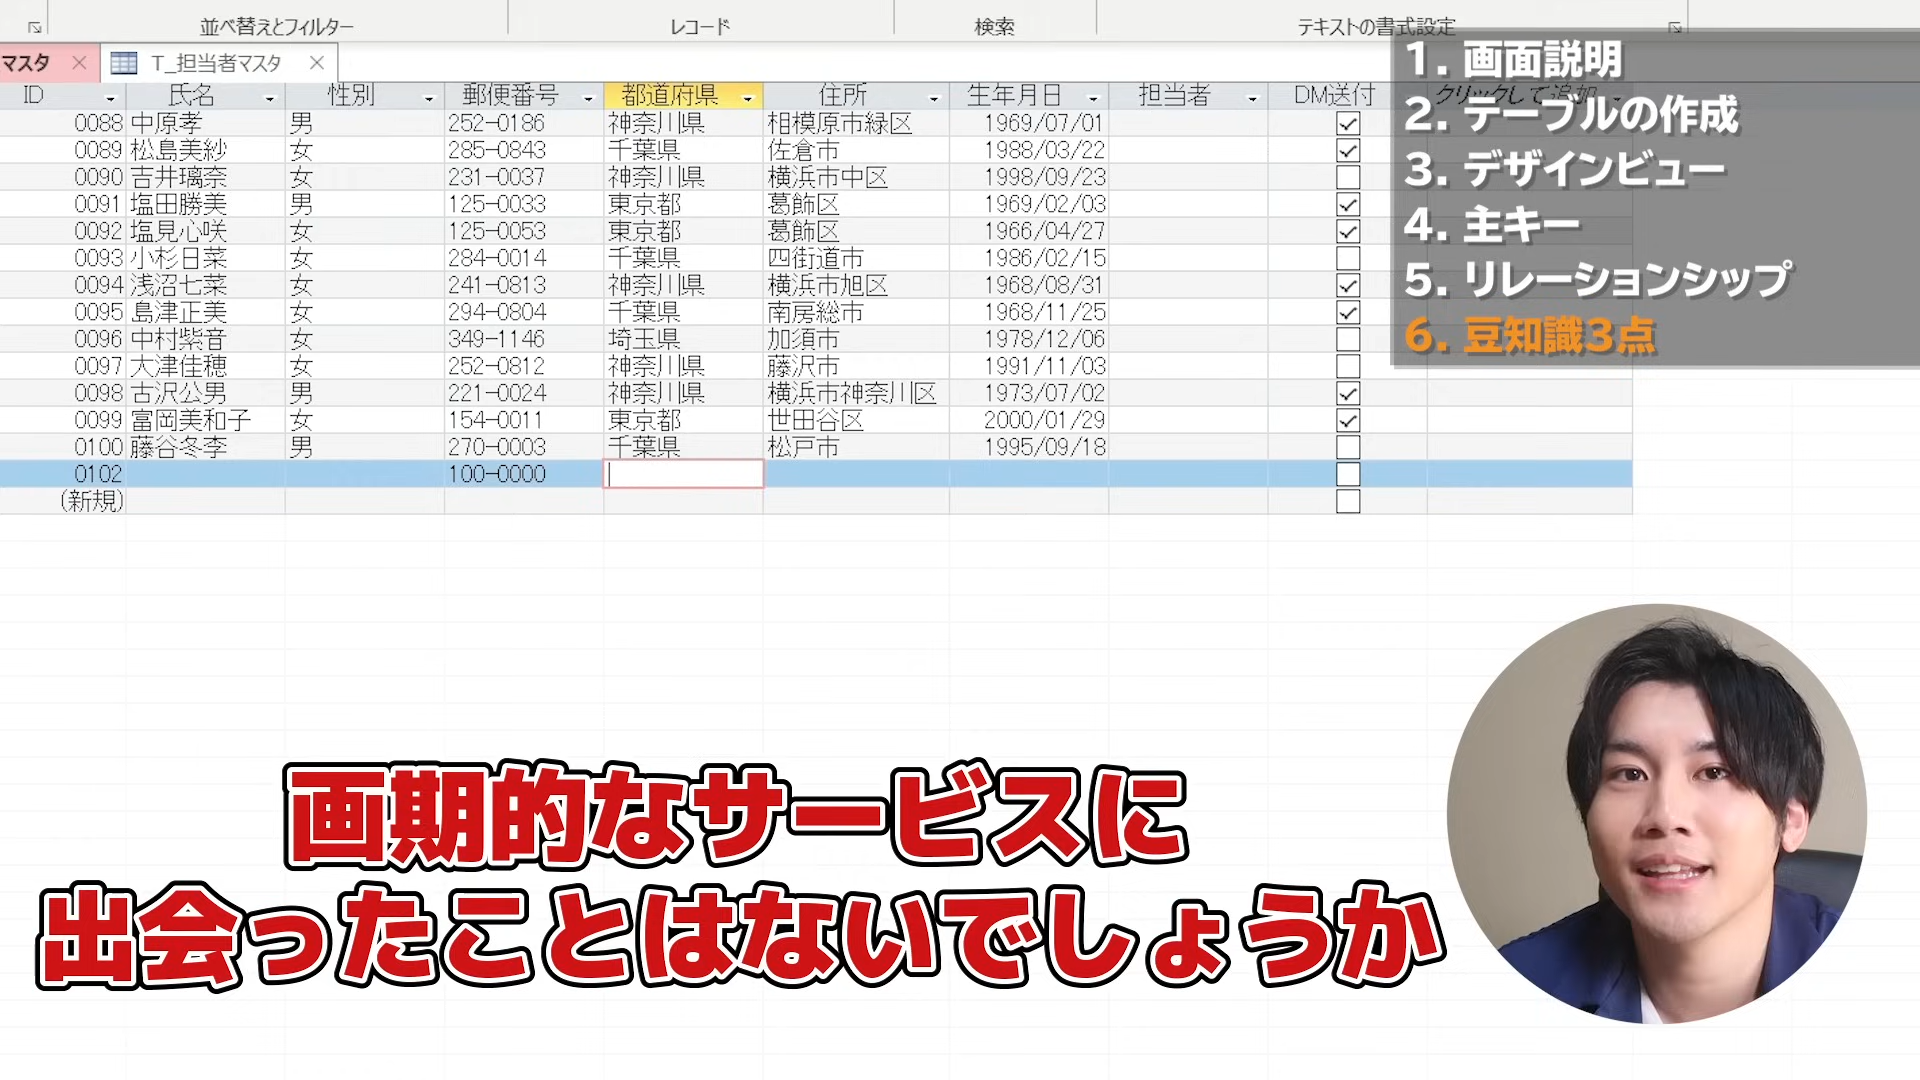 並べ替えとフィルター レコード 検索 テキストの書式設定
マスタ × T_担当者マスタ ×
ID 氏名 性別 郵便番号 都道府県 住所 生年月日 担当者 DM送付 クリックして追加
0088 中原孝 男 252-0186 神奈川県 相模原市緑区 1969/07/01
0089 松島美紗 女 285-0843 千葉県 佐倉市 1988/03/22
0090 吉井璃奈 女 231-0037 神奈川県 横浜市中区 1998/09/23
0091 塩田勝美 男 125-0033 東京都 葛飾区 1969/02/03
0092 塩見心咲 女 125-0053 東京都 葛飾区 1966/04/27
0093 小杉日菜 女 284-0014 千葉県 四街道市 1986/02/15
0094 浅沼七菜 女 241-0813 神奈川県 横浜市旭区 1968/08/31
0095 島津正美 女 294-0804 千葉県 南房総市 1968/11/25
0096 中村紫音 女 349-1146 埼玉県 加須市 1978/12/06
0097 大津佳穂 女 252-0812 神奈川県 藤沢市 1991/11/03
0098 古沢公男 男 221-0024 神奈川県 横浜市神奈川区 1973/07/02
0099 富岡美和子 女 154-0011 東京都 世田谷区 2000/01/29
0100 藤谷冬李 男 270-0003 千葉県 松戸市 1995/09/18
0102 100-0000
(新規)
1. 画面説明
2. テーブルの作成
3. デザインビュー
4. 主キー
5. リレーションシップ
6. 豆知識3点
画期的なサービスに
出会ったことはないでしょうか